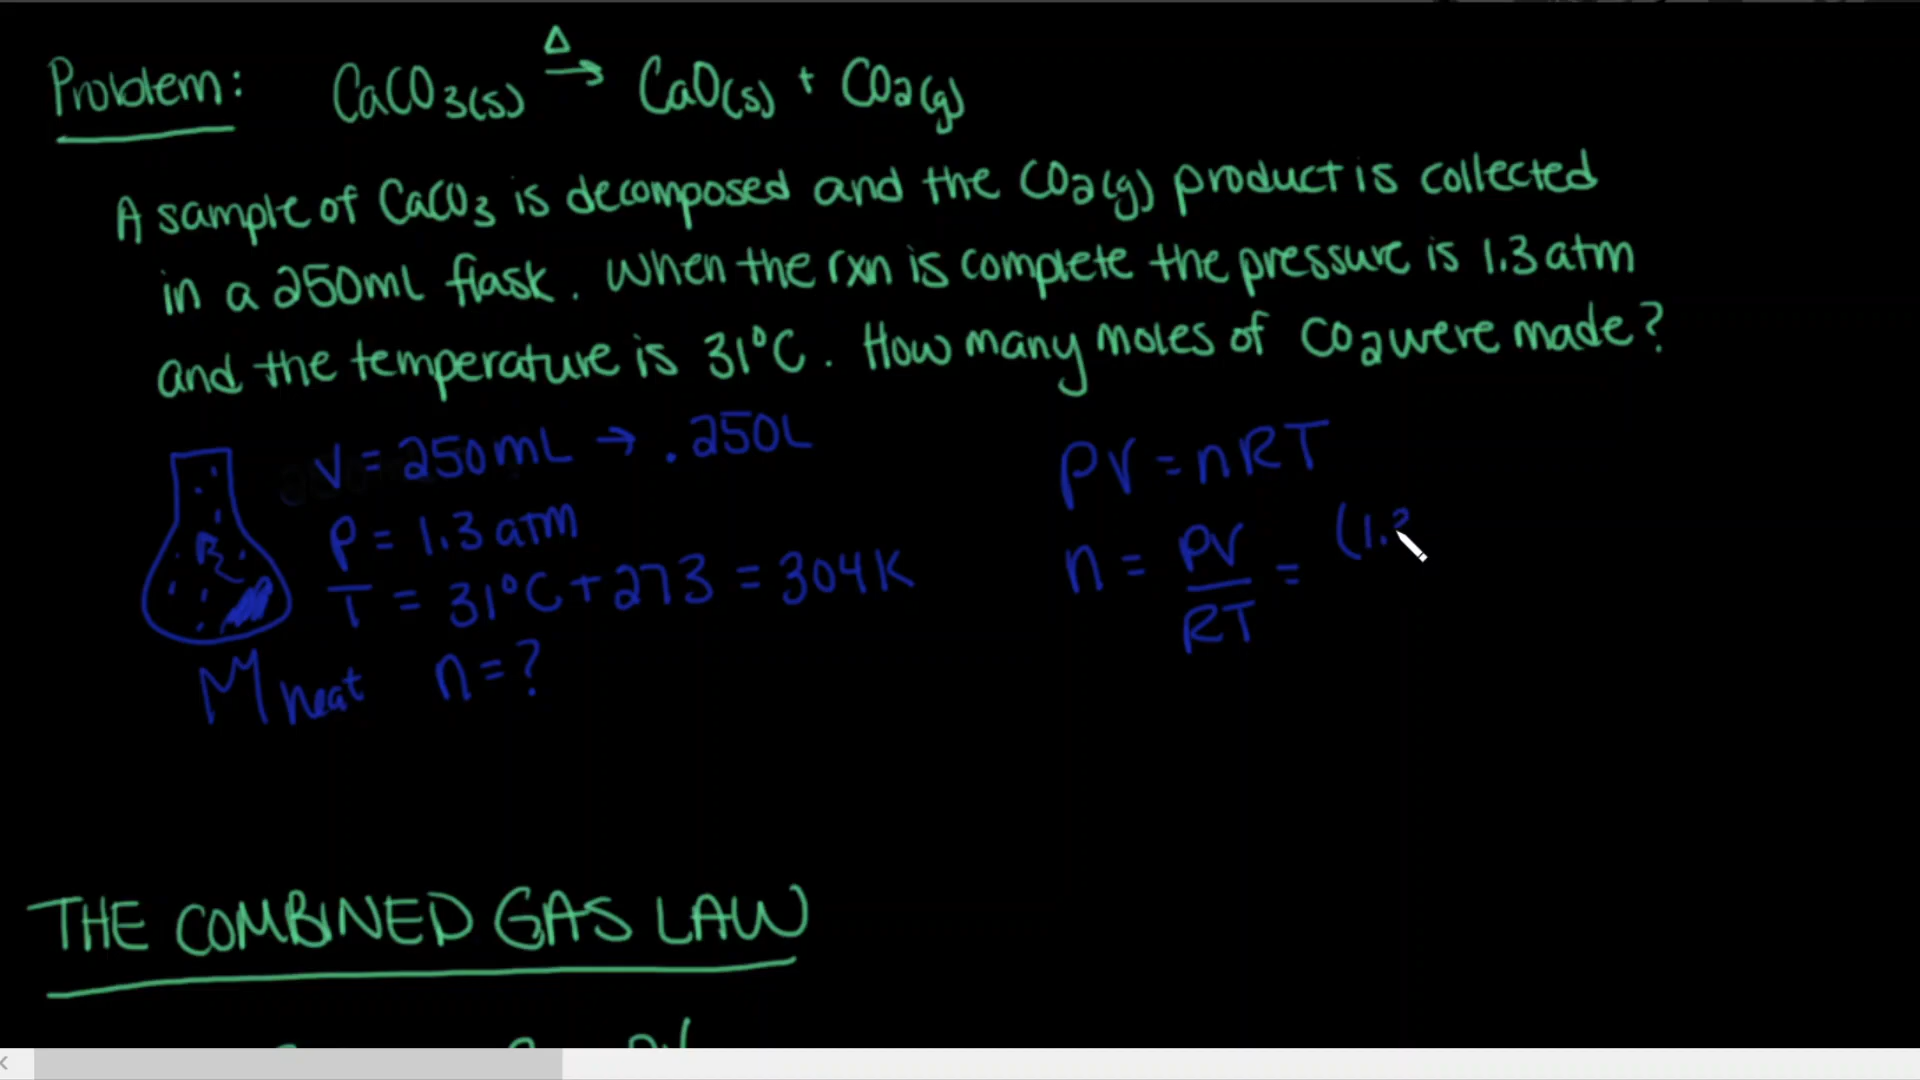 Problem: CaCO₃(s) Δ→ CaO(s) + CO₂(g)
A sample of CaCO₃ is decomposed and the CO₂(g) product is collected
in a 250mL flask. When the rxn is complete the pressure is 1.3 atm
and the temperature is 31°C. How many moles of CO₂ were made?
V = 250mL → .250L
P = 1.3 atm
T = 31°C + 273 = 304K
heat n = ?
PV = nRT
n = PV/RT = (1.3
THE COMBINED GAS LAW